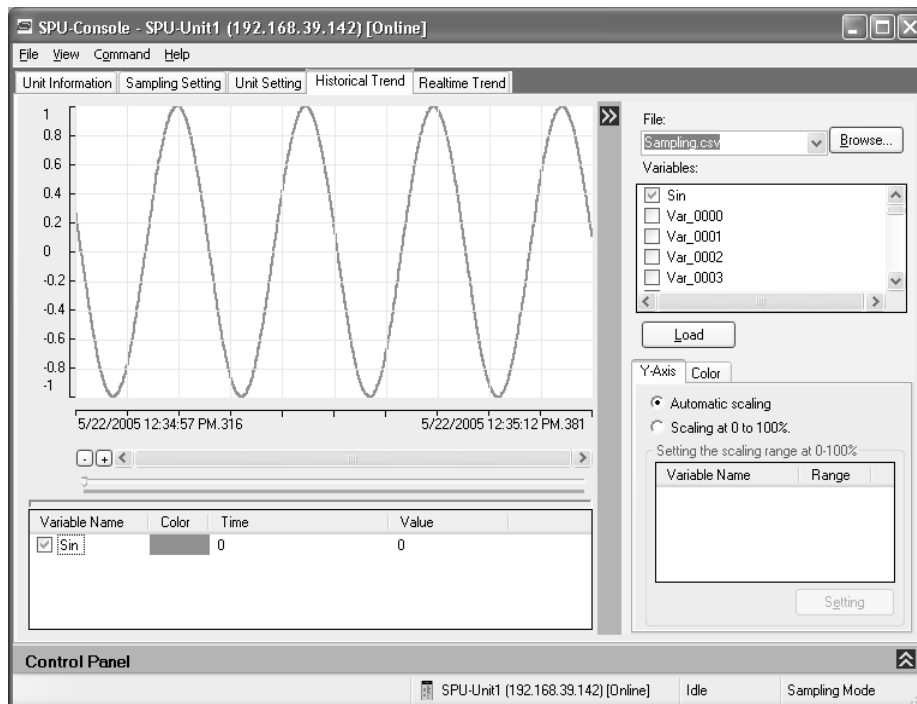 SPU-Console - SPU-Unit1 (192.168.39.142) [Online]
File View Command Help
Unit Information Sampling Setting Unit Setting Historical Trend Realtime Trend
1
0.8
0.6
0.4
0.2
0
-0.2
-0.4
-0.6
-0.8
-1
5/22/2005 12:34:57 PM.316 5/22/2005 12:35:12 PM.381
- +
Variable Name Color Time Value
Sin 0 0
File:
Sampling.csv Browse...
Variables:
Sin
Var_0000
Var_0001
Var_0002
Var_0003
Load
Y-Axis Color
Automatic scaling
Scaling at 0 to 100%.
Setting the scaling range at 0-100%
Variable Name Range
Setting
Control Panel
SPU-Unit1 (192.168.39.142) [Online] Idle Sampling Mode